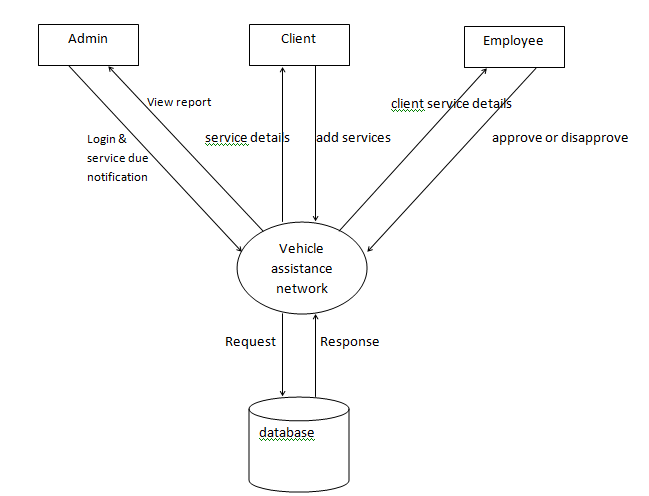 Admin
Client
Employee
View report
client service details
Login &
service due
notification
service details
add services
approve or disapprove
Vehicle
assistance
network
Request
Response
database